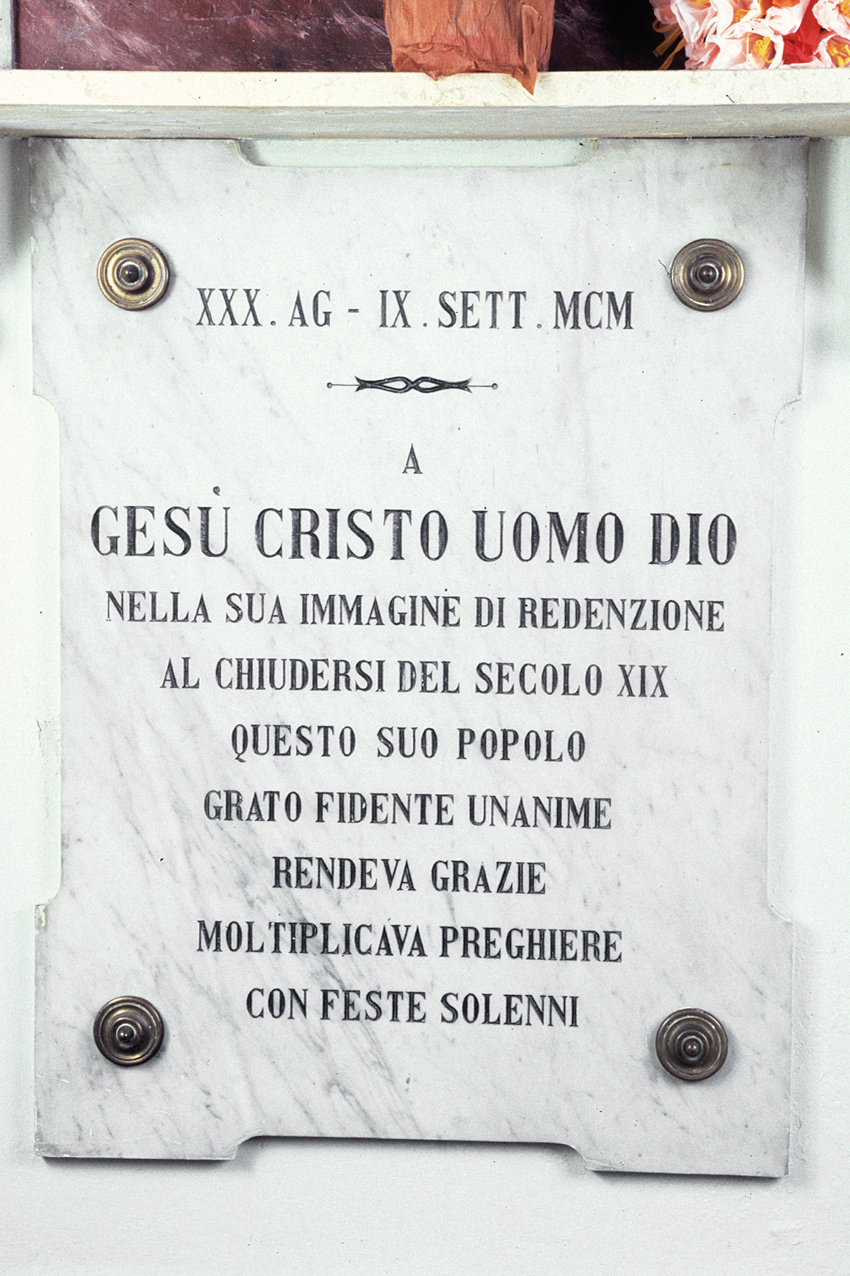 XXX. AG - IX. SETT. MCM
A
GESÙ CRISTO UOMO DIO
NELLA SUA IMMAGINE DI REDENZIONE
AL CHIUDERSI DEL SECOLO XIX
QUESTO SUO POPOLO
GRATO FIDENTE UNANIME
RENDEVA GRAZIE
MOLTIPLICAVA PREGHIERE
CON FESTE SOLENNI